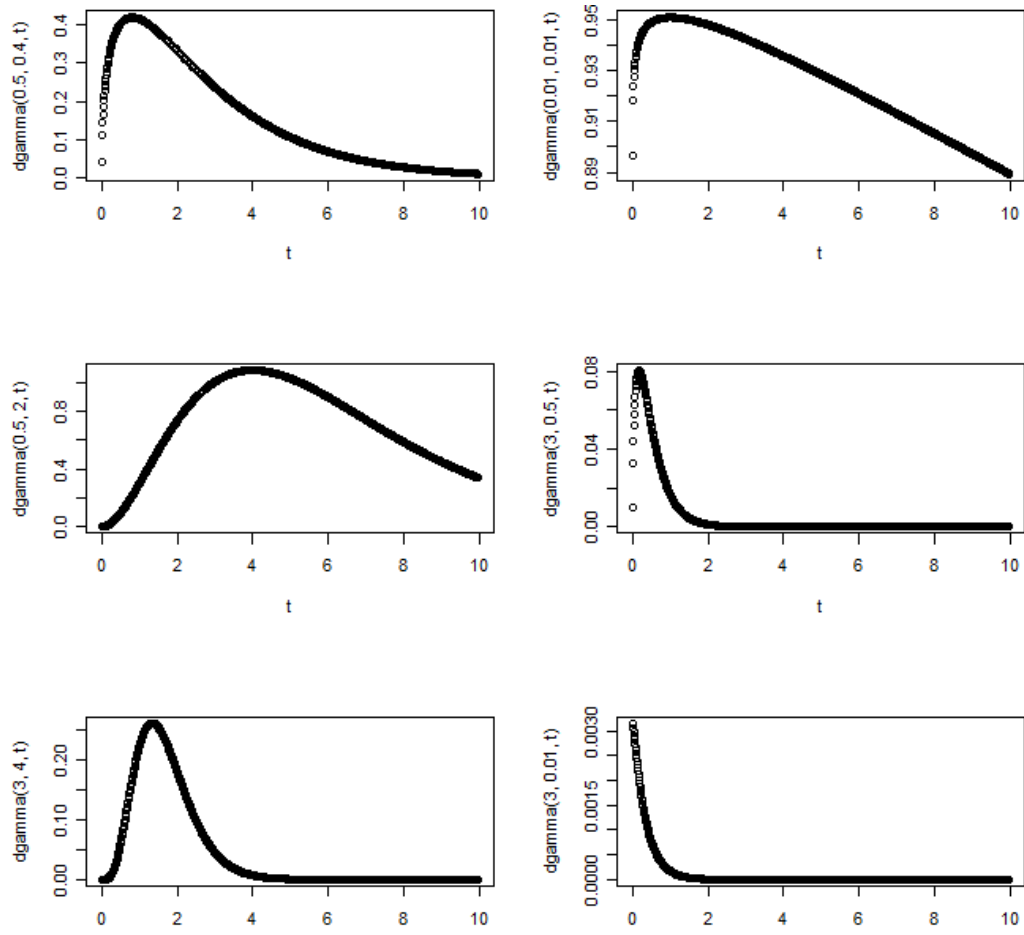 dgamma(0.5, 0.4, t)
0.0 0.1 0.2 0.3 0.4
0 2 4 6 8 10
t
dgamma(0.01, 0.01, t)
0.89 0.91 0.93 0.95
0 2 4 6 8 10
t
dgamma(0.5, 2, t)
0.0 0.4 0.8
0 2 4 6 8 10
t
dgamma(3, 0.5, t)
0.00 0.04 0.08
0 2 4 6 8 10
t
dgamma(3, 4, t)
0.00 0.10 0.20
0 2 4 6 8 10
dgamma(3, 0.01, t)
0.0000 0.0015 0.0030
0 2 4 6 8 10